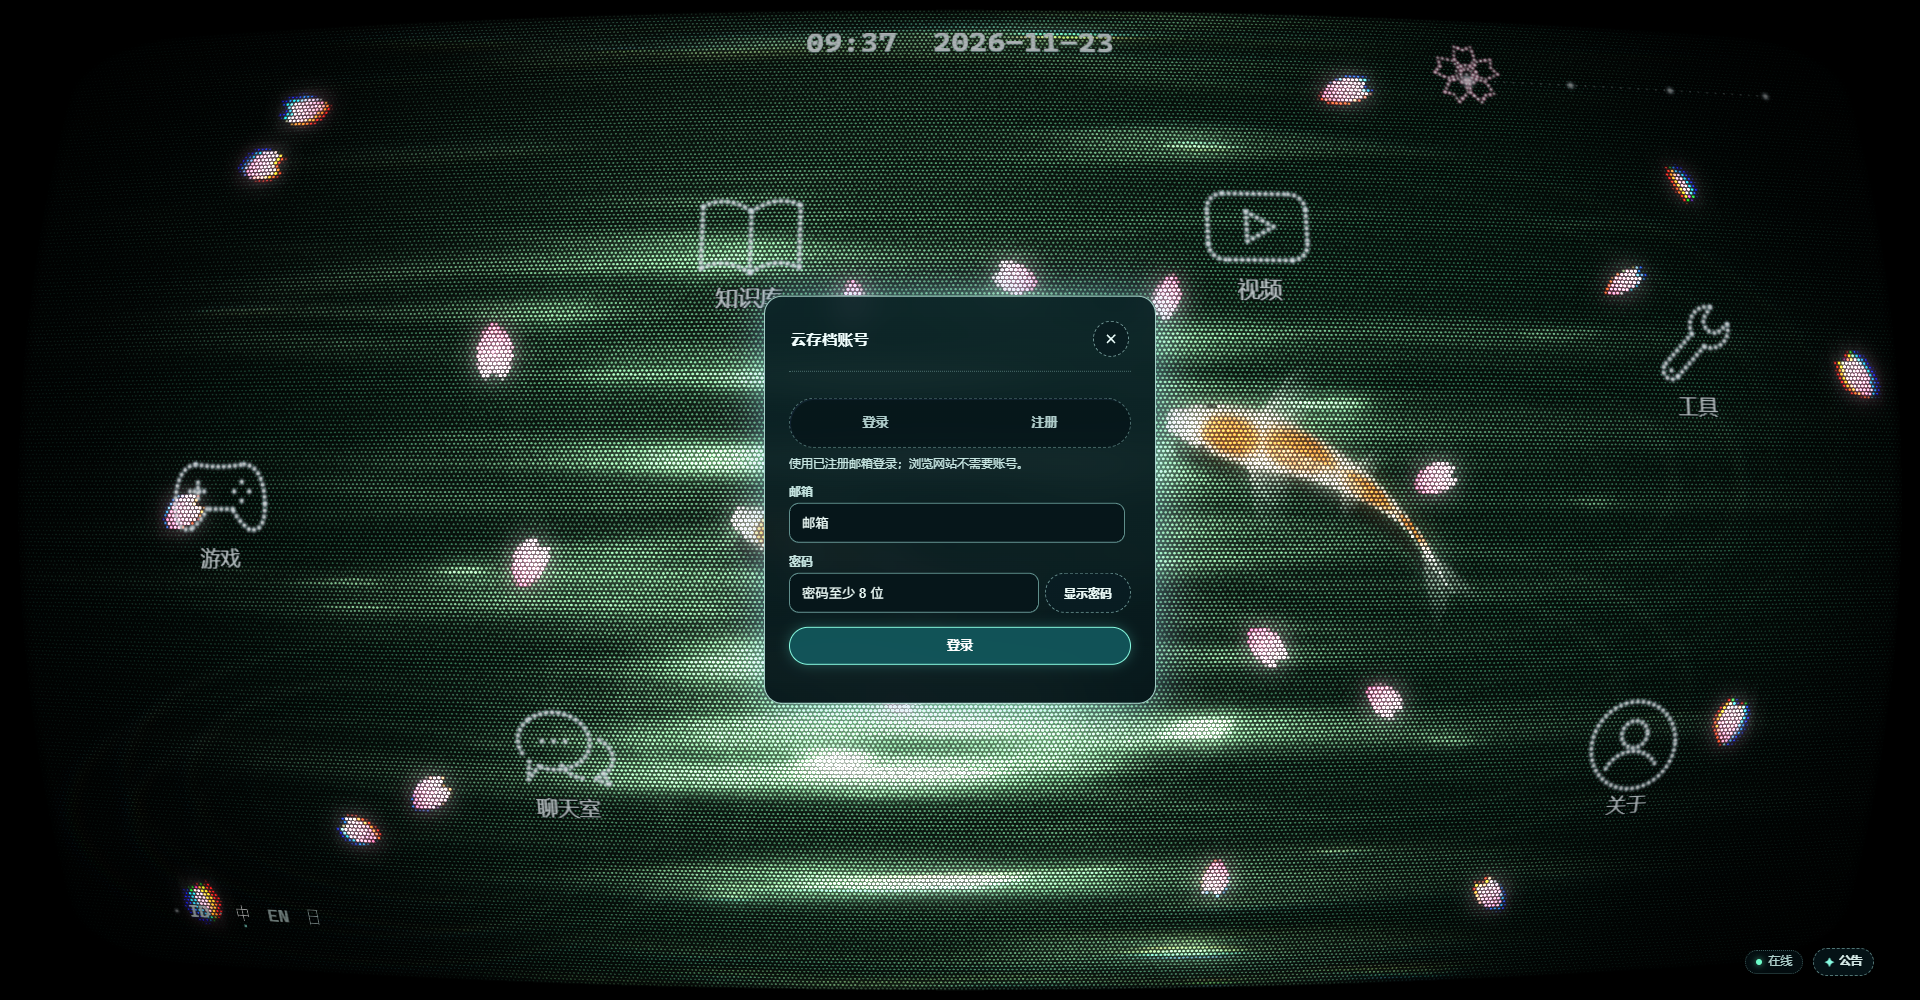 09:37 2026-11-23
知识库
视频
工具
游戏
聊天室
关于
云存档账号
×
登录 注册
使用已注册邮箱登录；浏览网站不需要账号。
邮箱
邮箱
密码
密码至少 8 位
显示密码
登录
中 EN 日
在线
公告